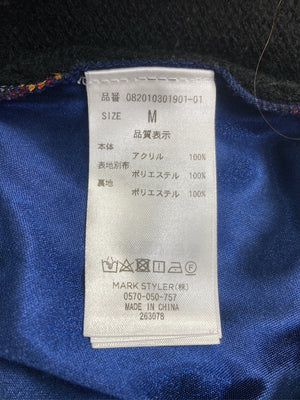 品番 082010301901-01
SIZE M
品質表示
本体
アクリル 100%
表地別布
ポリエステル 100%
裏地
ポリエステル 100%
MARK STYLER(株)
0570-050-757
MADE IN CHINA
263078